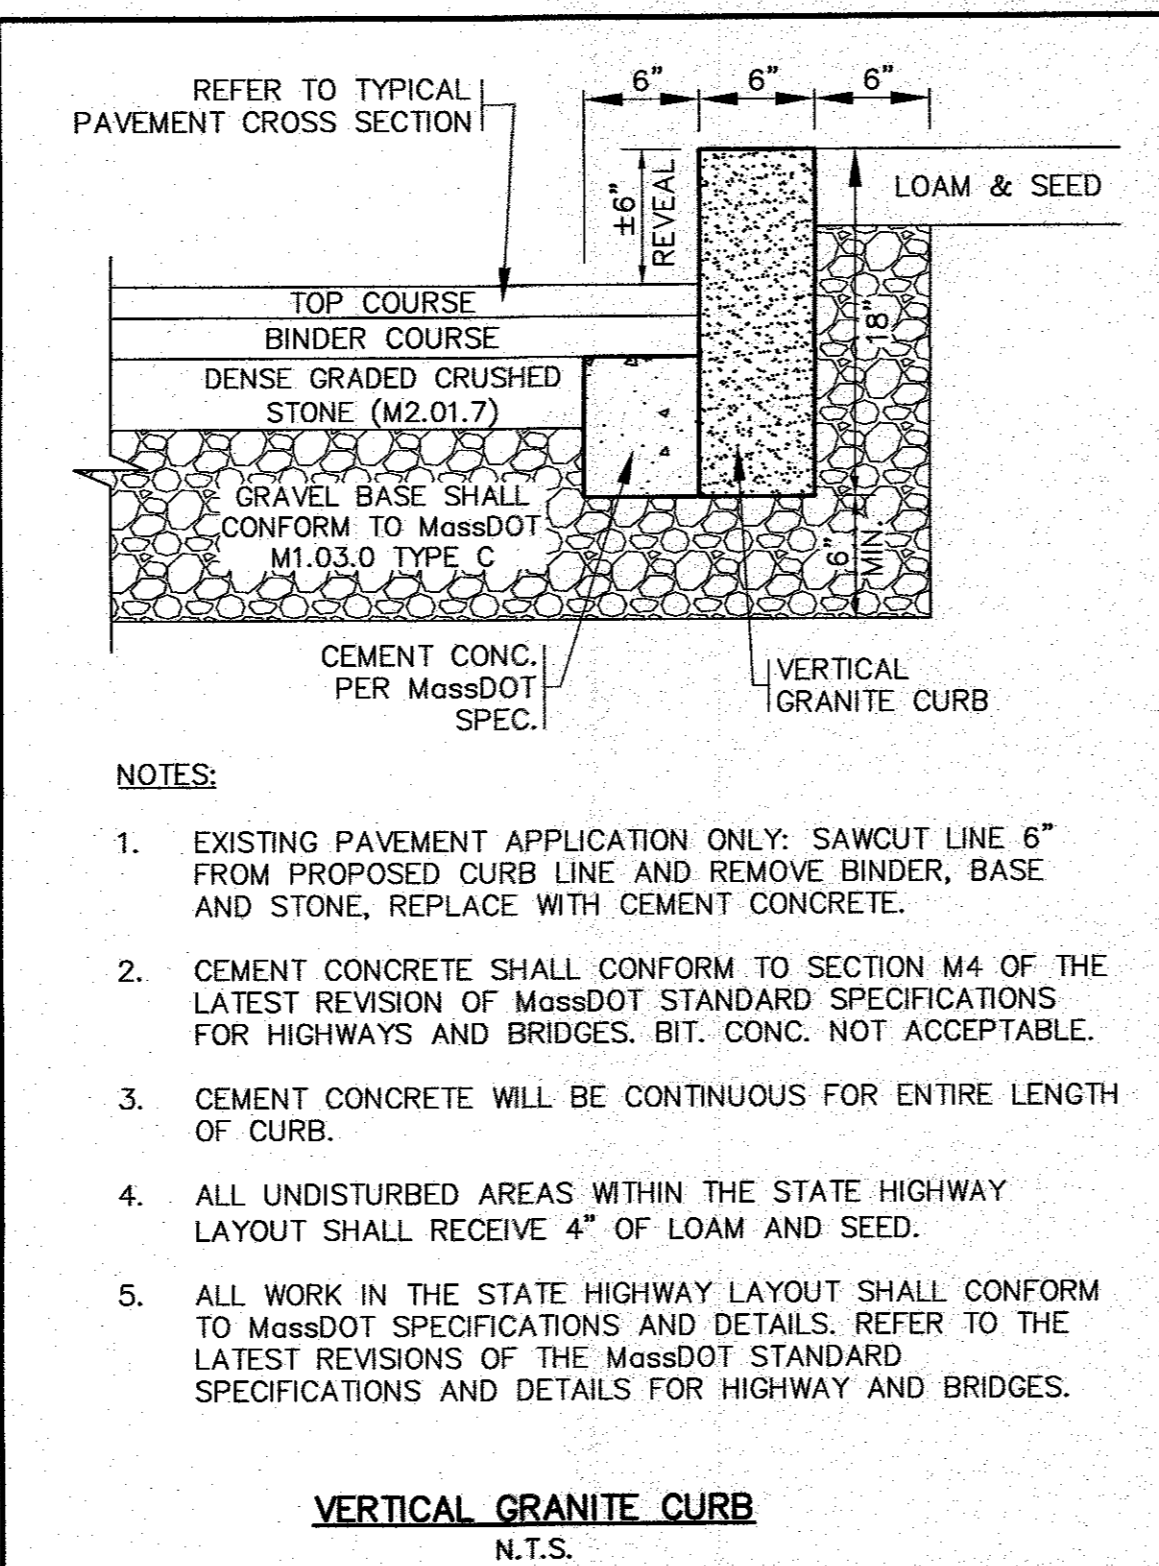 REFER TO TYPICAL
PAVEMENT CROSS SECTION
6" 6" 6"
±6"
REVEAL
LOAM & SEED
TOP COURSE
BINDER COURSE
18"
DENSE GRADED CRUSHED
STONE (M2.01.7)
GRAVEL BASE SHALL
CONFORM TO MassDOT
M1.03.0 TYPE C
6"
MIN.
CEMENT CONC.
PER MassDOT
SPEC.
VERTICAL
GRANITE CURB
NOTES:
1. EXISTING PAVEMENT APPLICATION ONLY: SAWCUT LINE 6"
FROM PROPOSED CURB LINE AND REMOVE BINDER, BASE
AND STONE, REPLACE WITH CEMENT CONCRETE.
2. CEMENT CONCRETE SHALL CONFORM TO SECTION M4 OF THE
LATEST REVISION OF MassDOT STANDARD SPECIFICATIONS
FOR HIGHWAYS AND BRIDGES. BIT. CONC. NOT ACCEPTABLE.
3. CEMENT CONCRETE WILL BE CONTINUOUS FOR ENTIRE LENGTH
OF CURB.
4. ALL UNDISTURBED AREAS WITHIN THE STATE HIGHWAY
LAYOUT SHALL RECEIVE 4" OF LOAM AND SEED.
5. ALL WORK IN THE STATE HIGHWAY LAYOUT SHALL CONFORM
TO MassDOT SPECIFICATIONS AND DETAILS. REFER TO THE
LATEST REVISIONS OF THE MassDOT STANDARD
SPECIFICATIONS AND DETAILS FOR HIGHWAY AND BRIDGES.
VERTICAL GRANITE CURB
N.T.S.